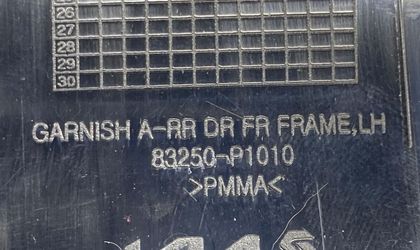 26
27
28
29
30
GARNISH A-RR DR FR FRAME,LH
83250-P1010
>PMMA<